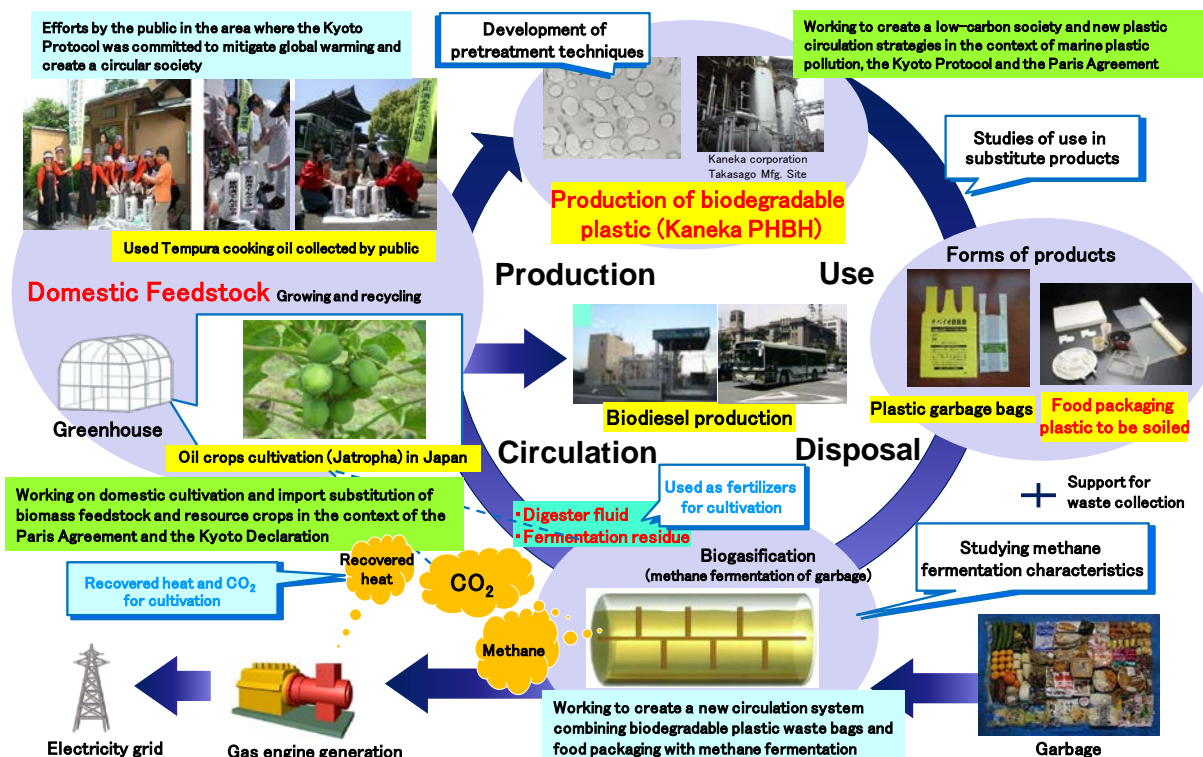 Efforts by the public in the area where the Kyoto
Protocol was committed to mitigate global warming and
create a circular society
Development of
pretreatment techniques
Working to create a low-carbon society and new plastic
circulation strategies in the context of marine plastic
pollution, the Kyoto Protocol and the Paris Agreement
Studies of use in
substitute products
Kaneka corporation
Takasago Mfg. Site
Production of biodegradable
plastic (Kaneka PHBH)
Used Tempura cooking oil collected by public
Domestic Feedstock Growing and recycling
Production
Use
Forms of products
Greenhouse
Oil crops cultivation (Jatropha) in Japan
Biodiesel production
Plastic garbage bags
Food packaging
plastic to be soiled
Circulation
Disposal
Working on domestic cultivation and import substitution of
biomass feedstock and resource crops in the context of the
Paris Agreement and the Kyoto Declaration
・Digester fluid
・Fermentation residue
Used as fertilizers
for cultivation
+ Support for
waste collection
Biogasification
(methane fermentation of garbage)
Studying methane
fermentation characteristics
Recovered heat and CO₂
for cultivation
Recovered
heat
CO₂
Methane
Electricity grid
Gas engine generation
Working to create a new circulation system
combining biodegradable plastic waste bags and
food packaging with methane fermentation
Garbage